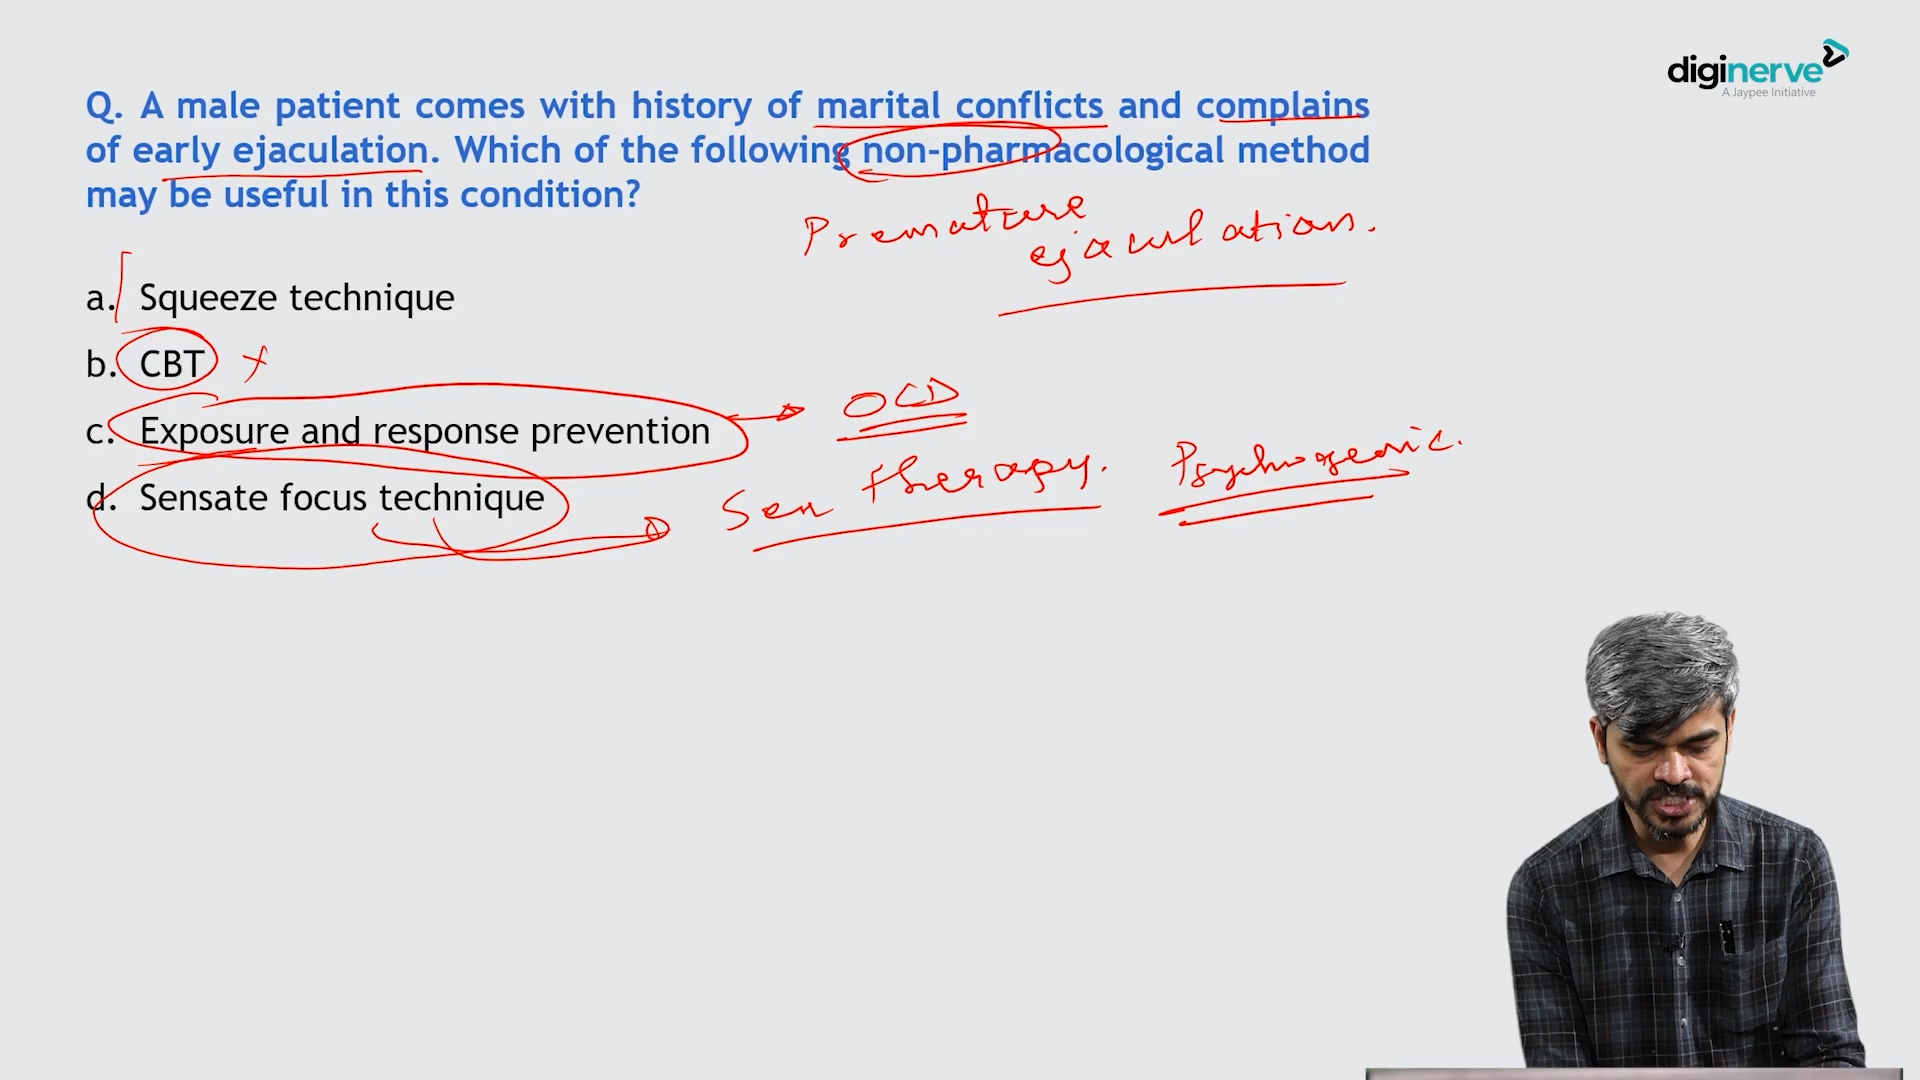 diginerve
A Jaypee Initiative
Q. A male patient comes with history of marital conflicts and complains
of early ejaculation. Which of the following non-pharmacological method
may be useful in this condition?
Premature
ejaculation.
a. Squeeze technique
b. CBT x
c. Exposure and response prevention
OCD
d. Sensate focus technique
Sex therapy.
Psychogenic.